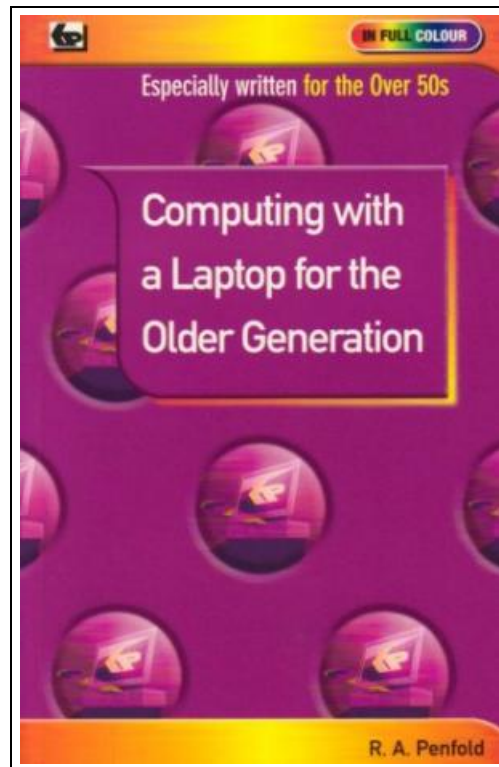 IN FULL COLOUR
Especially written for the Over 50s
Computing with
a Laptop for the
Older Generation
R. A. Penfold